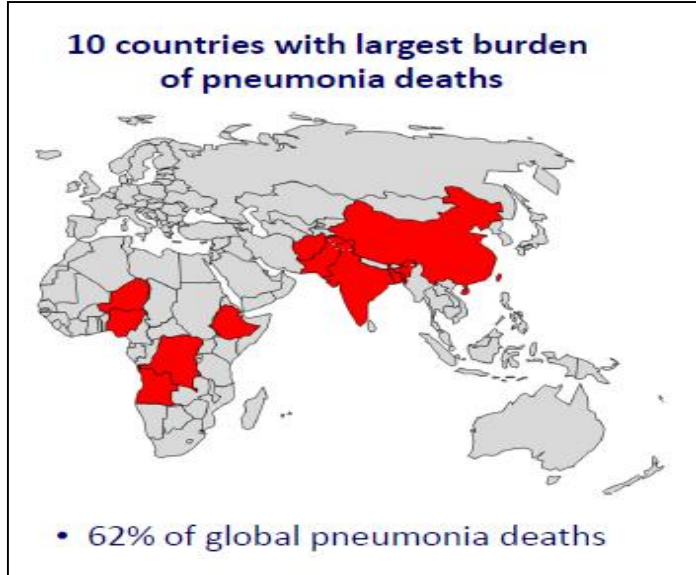 10 countries with largest burden
of pneumonia deaths
• 62% of global pneumonia deaths